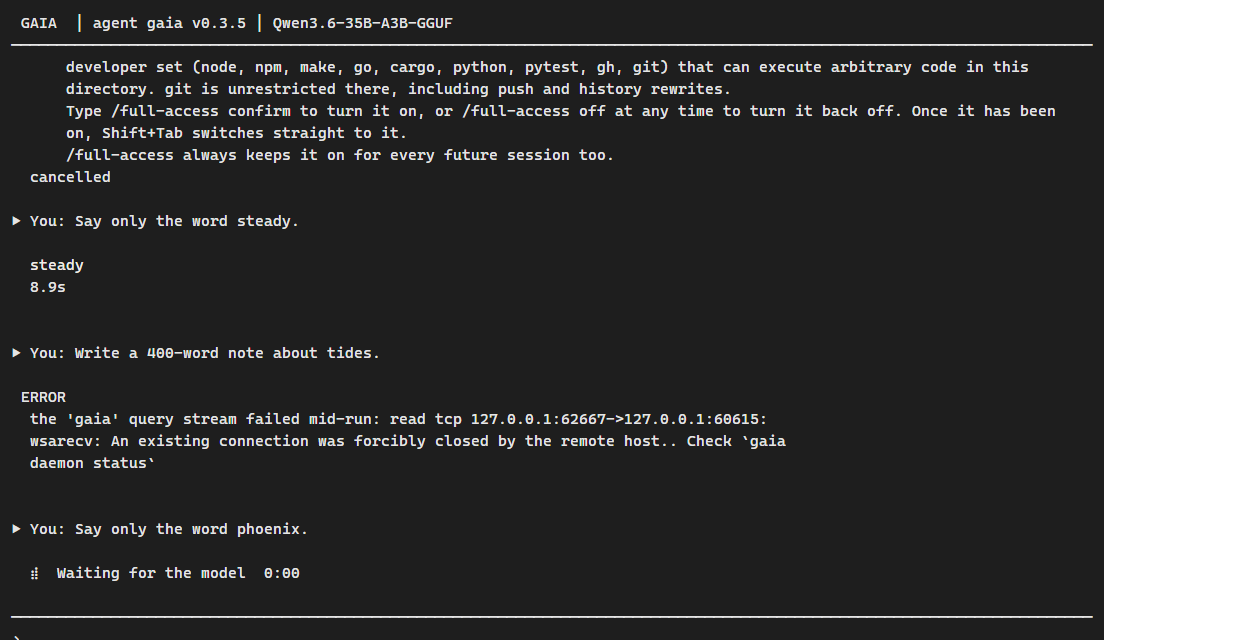 GAIA | agent gaia v0.3.5 | Qwen3.6-35B-A3B-GGUF
developer set (node, npm, make, go, cargo, python, pytest, gh, git) that can execute arbitrary code in this
directory. git is unrestricted there, including push and history rewrites.
Type /full-access confirm to turn it on, or /full-access off at any time to turn it back off. Once it has been
on, Shift+Tab switches straight to it.
/full-access always keeps it on for every future session too.
cancelled
▶ You: Say only the word steady.
steady
8.9s
▶ You: Write a 400-word note about tides.
ERROR
the 'gaia' query stream failed mid-run: read tcp 127.0.0.1:62667->127.0.0.1:60615:
wsarecv: An existing connection was forcibly closed by the remote host.. Check `gaia
daemon status`
▶ You: Say only the word phoenix.
Waiting for the model 0:00